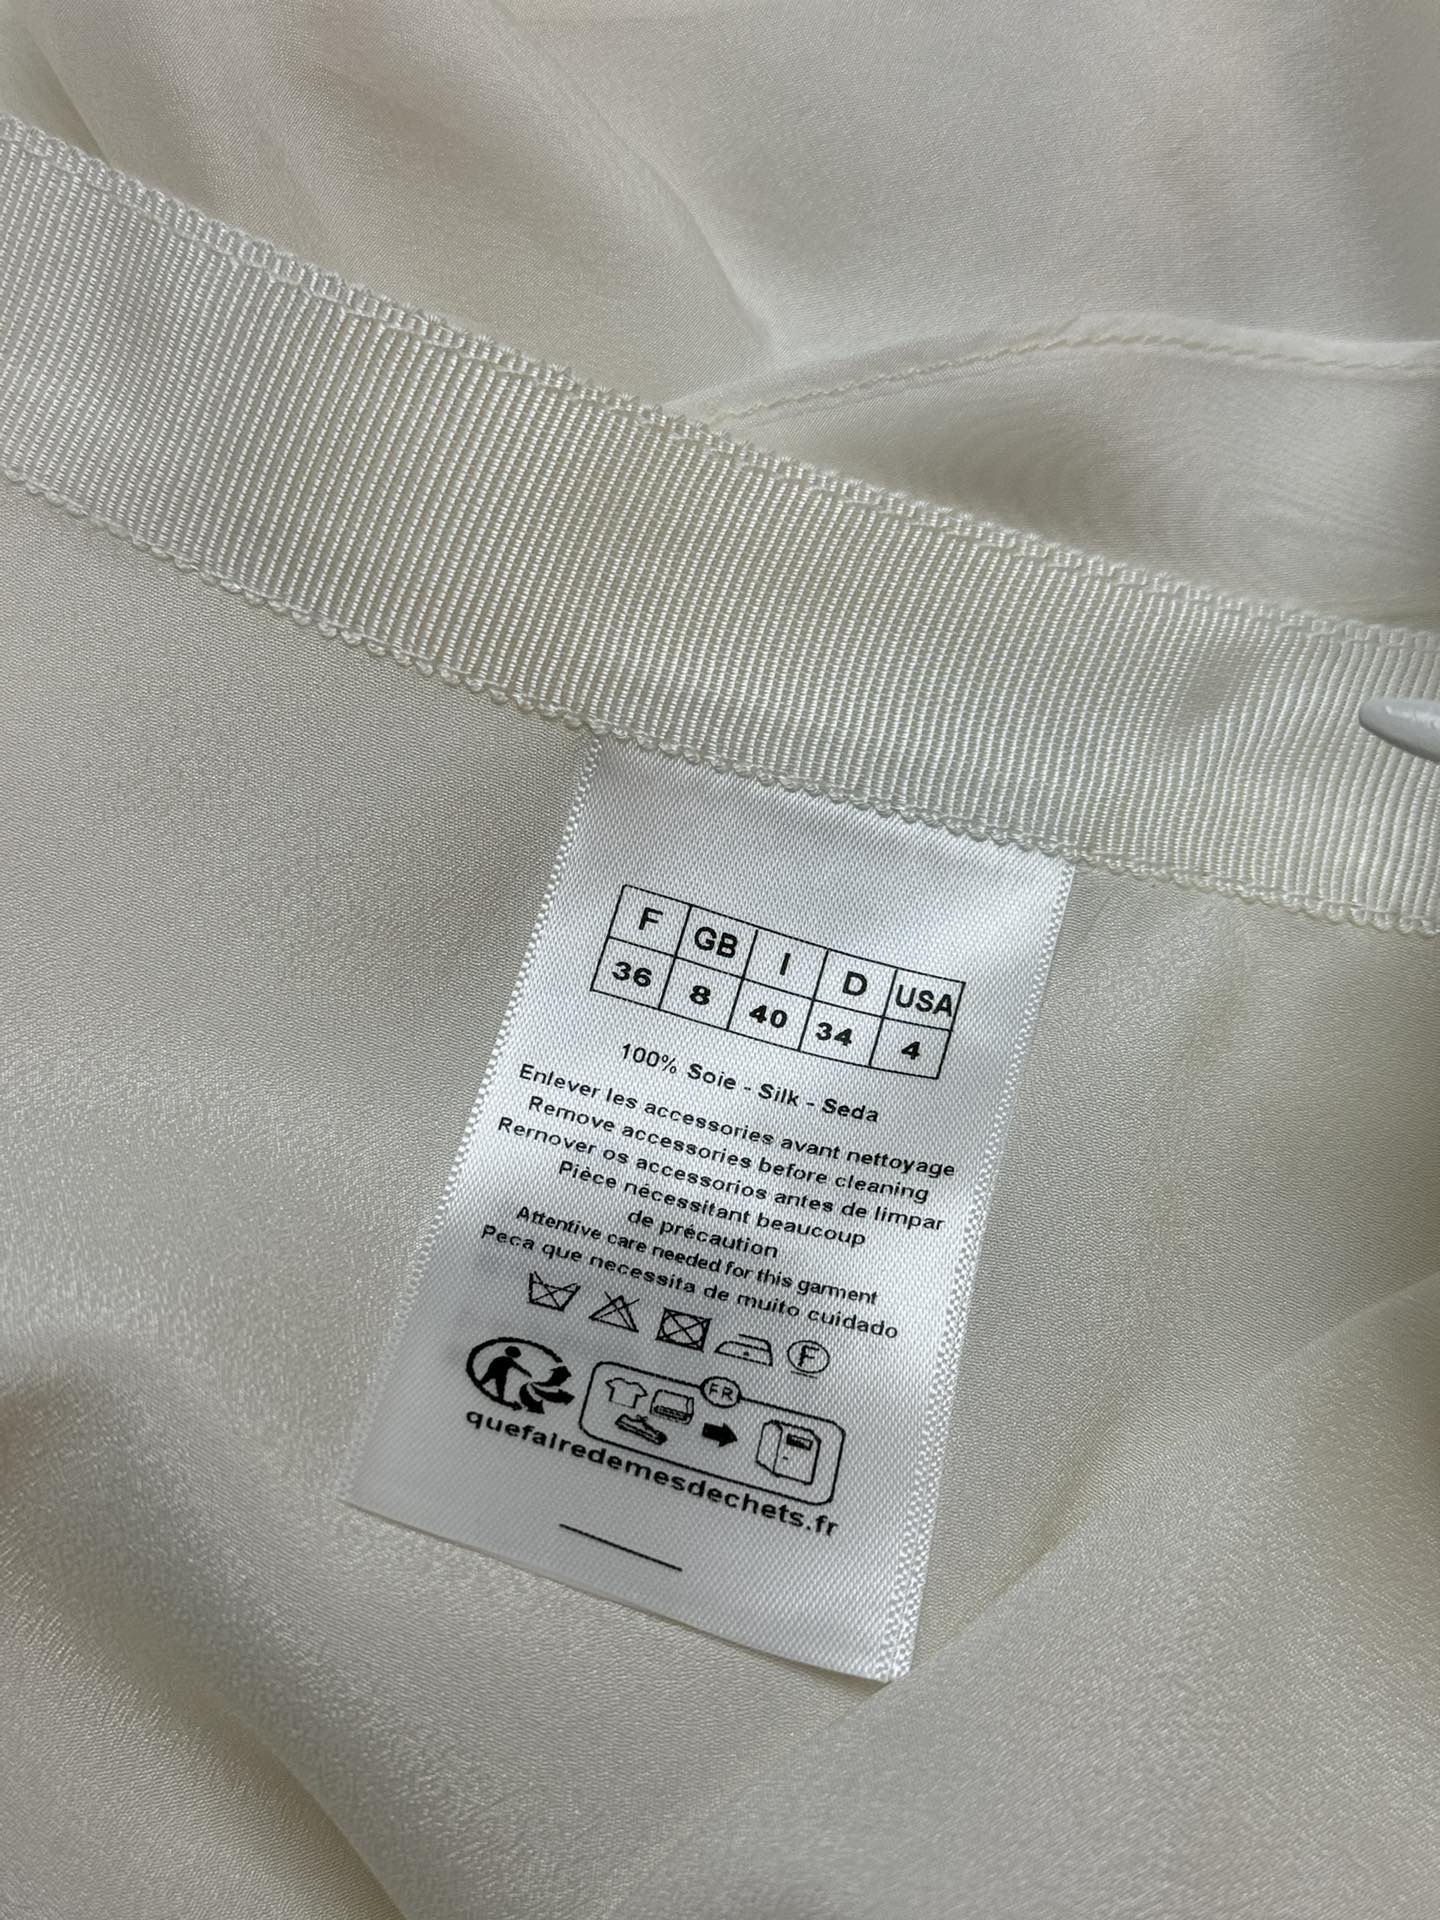 F GB I D USA
36 8 40 34 4
100% Soie - Silk - Seda
Enlever les accessories avant nettoyage
Remove accessories before cleaning
Rernover os accessorios antes de limpar
Pièce nécessitant beaucoup
de précaution
Attentive care needed for this garment
Peca que necessita de muito cuidado
F
FR
quefairedemesdechets.fr